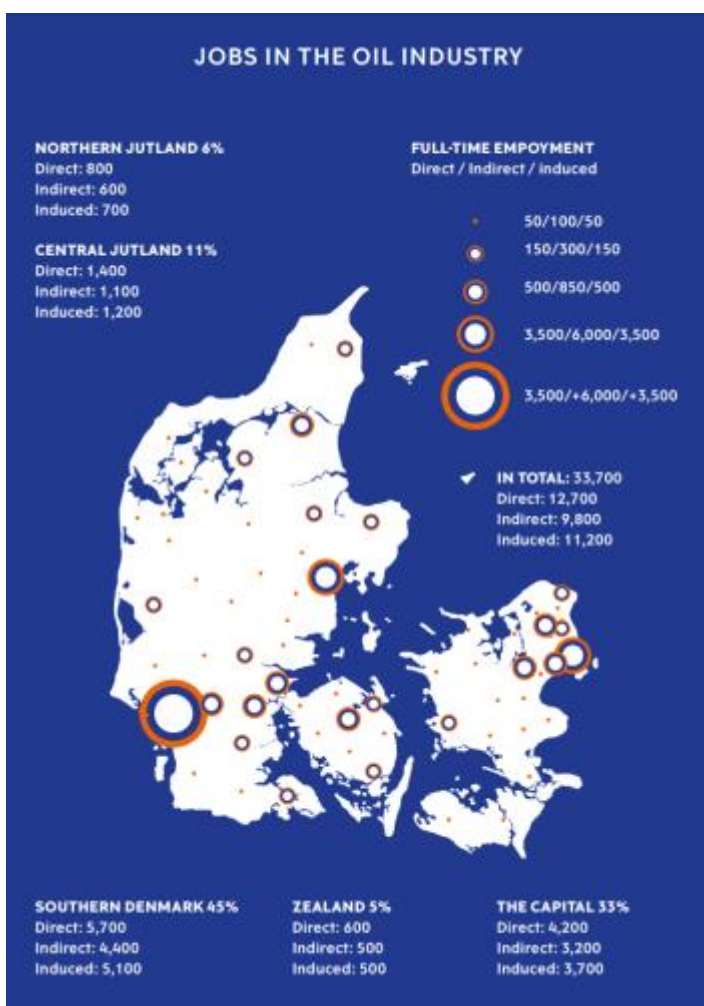 JOBS IN THE OIL INDUSTRY
NORTHERN JUTLAND 6%
Direct: 800
Indirect: 600
Induced: 700
CENTRAL JUTLAND 11%
Direct: 1,400
Indirect: 1,100
Induced: 1,200
FULL-TIME EMPOYMENT
Direct / Indirect / induced
50/100/50
150/300/150
500/850/500
3,500/6,000/3,500
3,500/+6,000/+3,500
IN TOTAL: 33,700
Direct: 12,700
Indirect: 9,800
Induced: 11,200
SOUTHERN DENMARK 45%
Direct: 5,700
Indirect: 4,400
Induced: 5,100
ZEALAND 5%
Direct: 600
Indirect: 500
Induced: 500
THE CAPITAL 33%
Direct: 4,200
Indirect: 3,200
Induced: 3,700